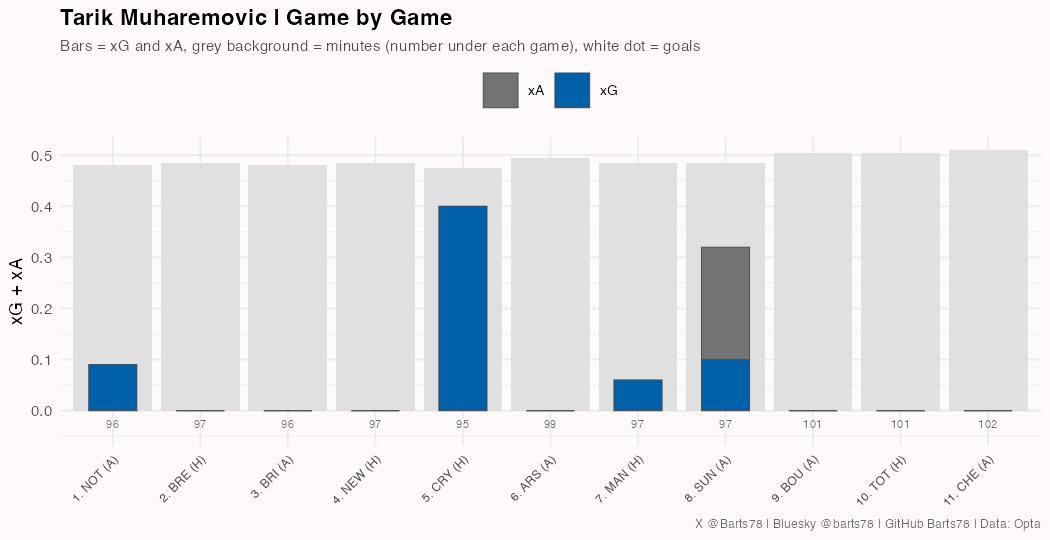 Tarik Muharemovic | Game by Game
Bars = xG and xA, grey background = minutes (number under each game), white dot = goals
xA xG
xG + xA
0.5
0.4
0.3
0.2
0.1
0.0
96 97 96 97 95 99 97 97 101 101 102
1. NOT (A) 2. BRE (H) 3. BRI (A) 4. NEW (H) 5. CRY (H) 6. ARS (A) 7. MAN (H) 8. SUN (A) 9. BOU (A) 10. TOT (H) 11. CHE (A)
X @Barts78 | Bluesky @barts78 | GitHub Barts78 | Data: Opta